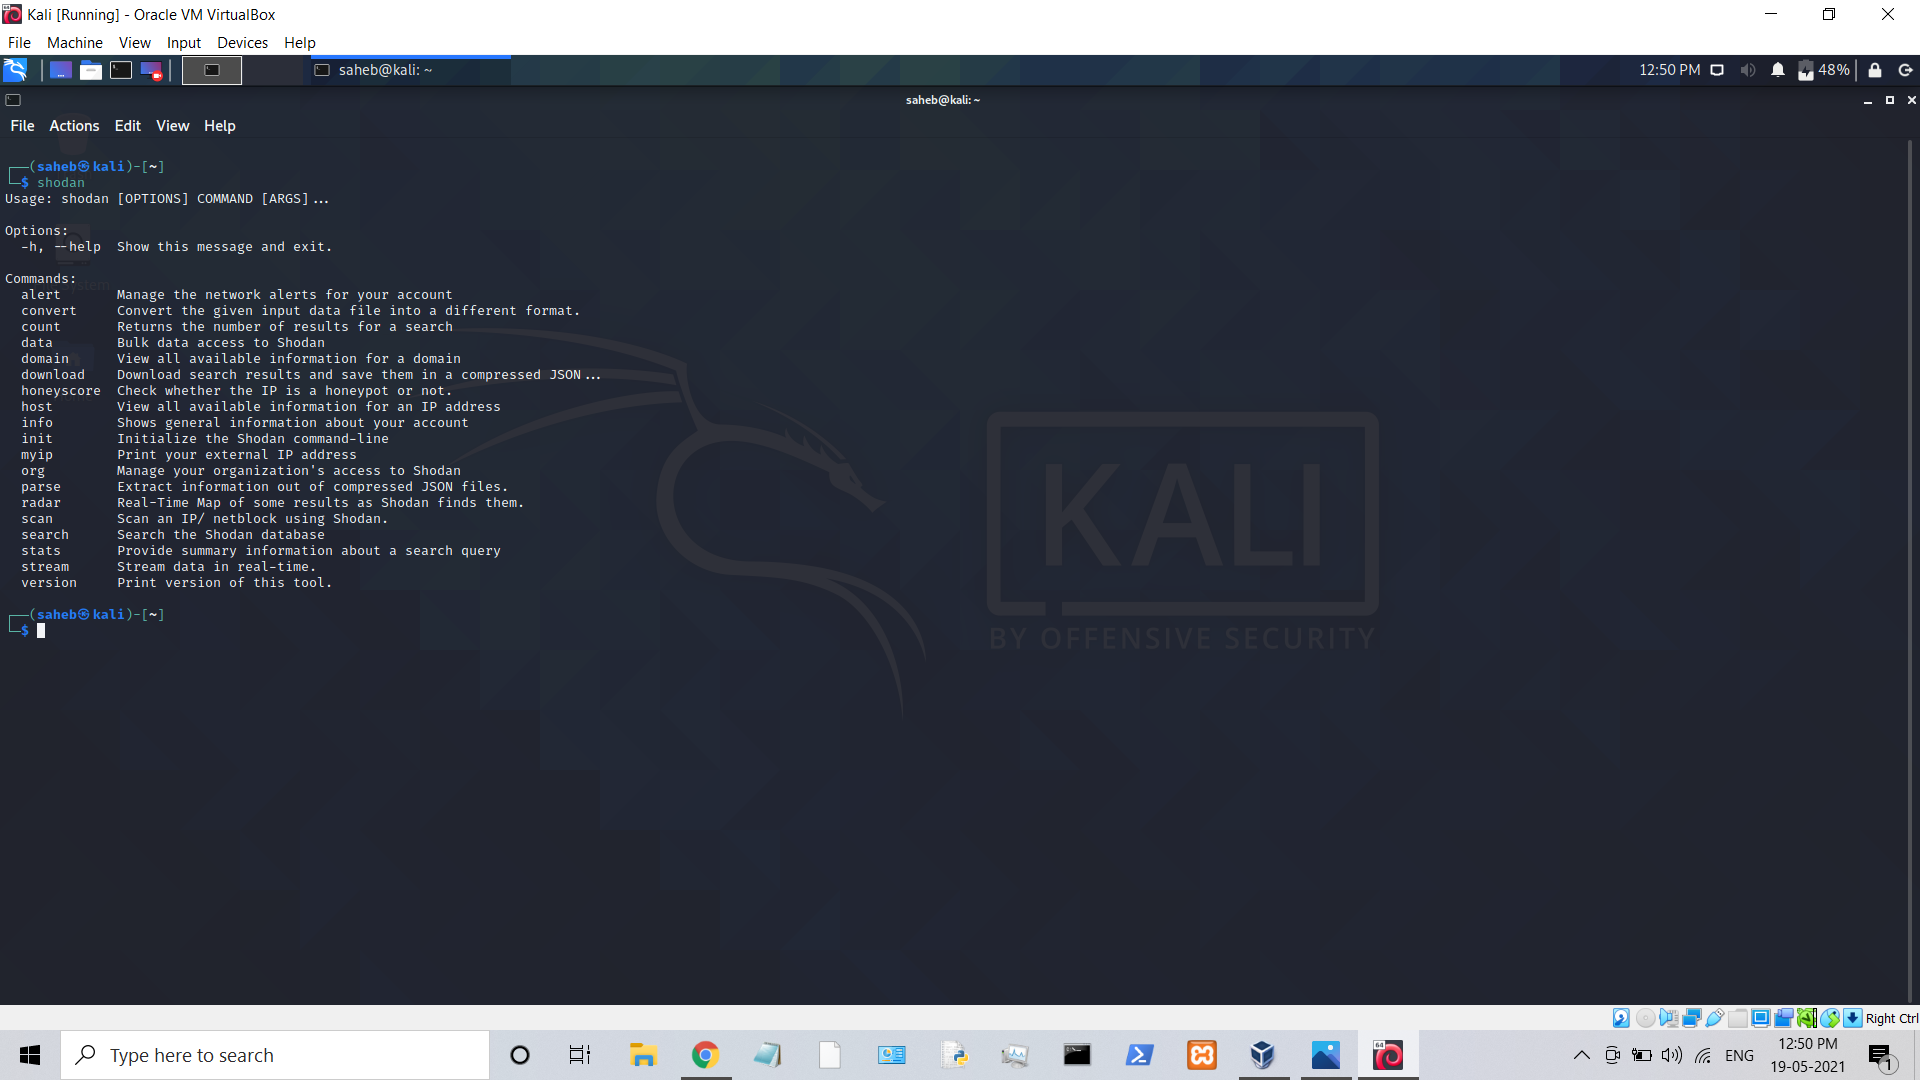 Kali [Running] - Oracle VM VirtualBox
File Machine View Input Devices Help
saheb@kali: ~ 12:50 PM 48%
saheb@kali: ~
File Actions Edit View Help
(saheb㉿kali)-[~]
$ shodan
Usage: shodan [OPTIONS] COMMAND [ARGS]...
Options:
-h, --help Show this message and exit.
Commands:
alert Manage the network alerts for your account
convert Convert the given input data file into a different format.
count Returns the number of results for a search
data Bulk data access to Shodan
domain View all available information for a domain
download Download search results and save them in a compressed JSON...
honeyscore Check whether the IP is a honeypot or not.
host View all available information for an IP address
info Shows general information about your account
init Initialize the Shodan command-line
myip Print your external IP address
org Manage your organization's access to Shodan
parse Extract information out of compressed JSON files.
radar Real-Time Map of some results as Shodan finds them.
scan Scan an IP/ netblock using Shodan.
search Search the Shodan database
stats Provide summary information about a search query
stream Stream data in real-time.
version Print version of this tool.
(saheb㉿kali)-[~]
$
KALI
BY OFFENSIVE SECURITY
Right Ctrl
Type here to search
ENG
12:50 PM
19-05-2021
1